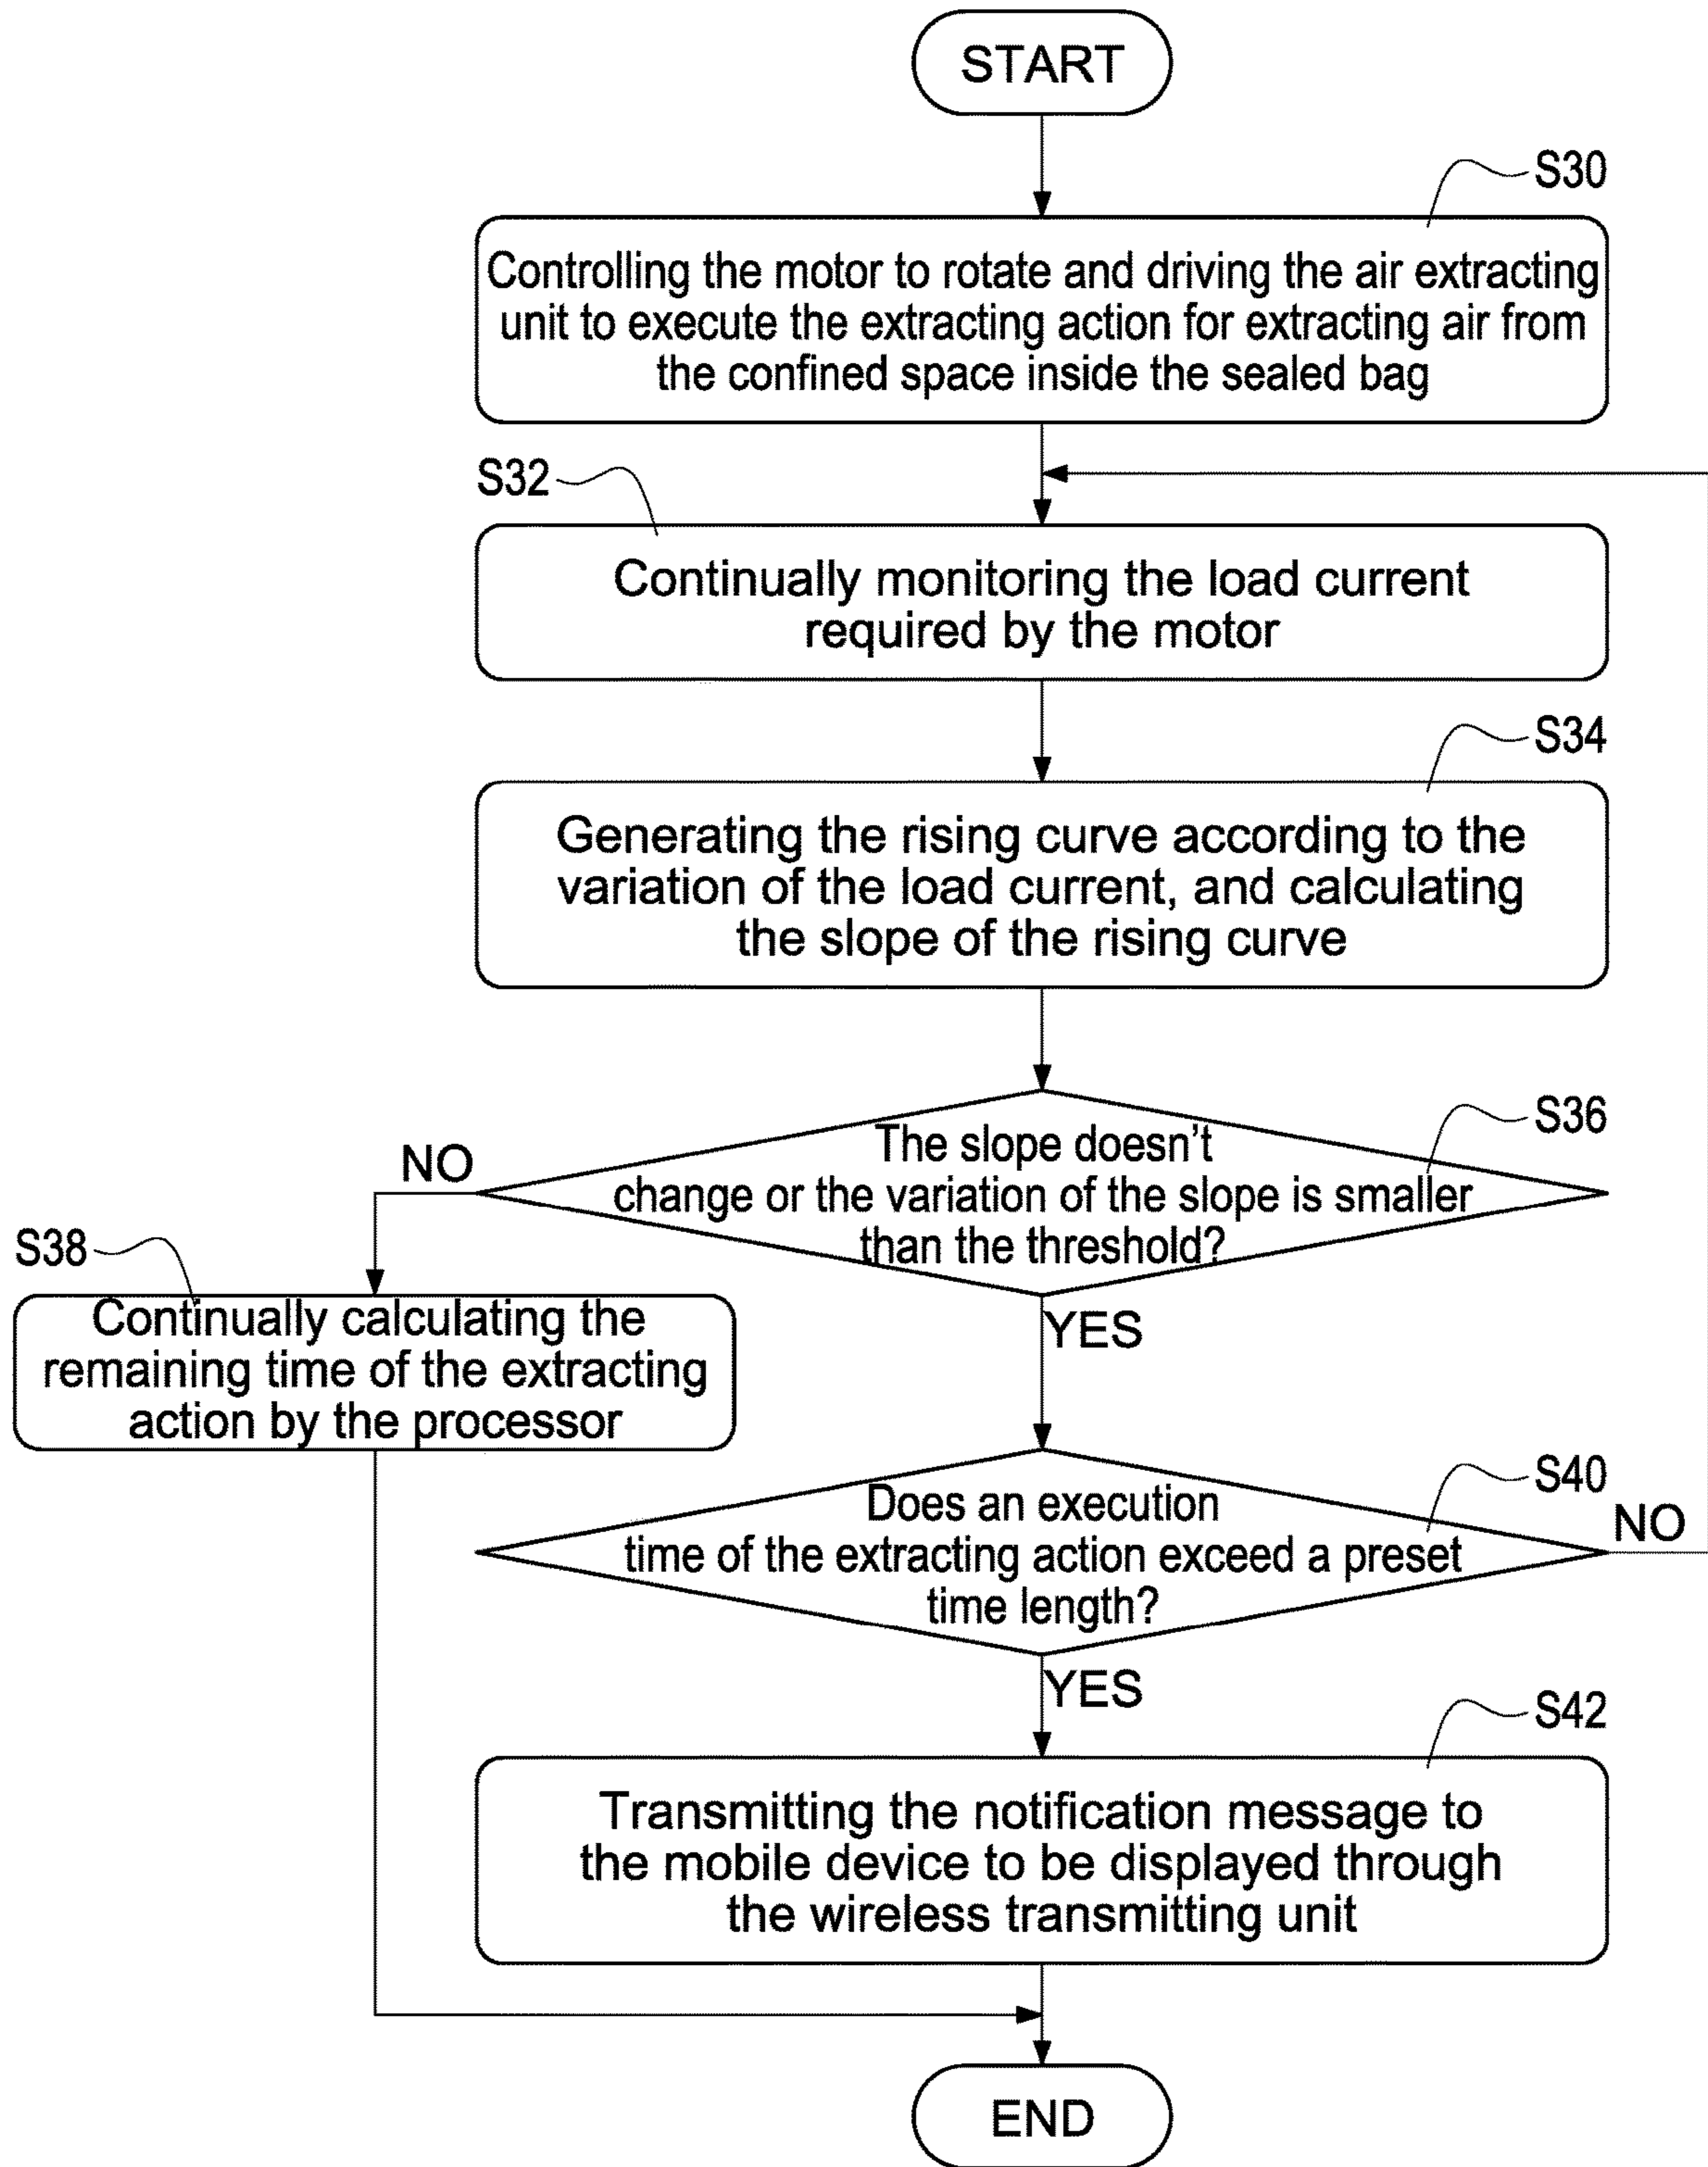 START
S30
Controlling the motor to rotate and driving the air extracting
unit to execute the extracting action for extracting air from
the confined space inside the sealed bag
S32
Continually monitoring the load current
required by the motor
S34
Generating the rising curve according to the
variation of the load current, and calculating
the slope of the rising curve
S36
The slope doesn't
change or the variation of the slope is smaller
than the threshold?
NO
YES
S38
Continually calculating the
remaining time of the extracting
action by the processor
S40
Does an execution
time of the extracting action exceed a preset
time length?
NO
YES
S42
Transmitting the notification message to
the mobile device to be displayed through
the wireless transmitting unit
END